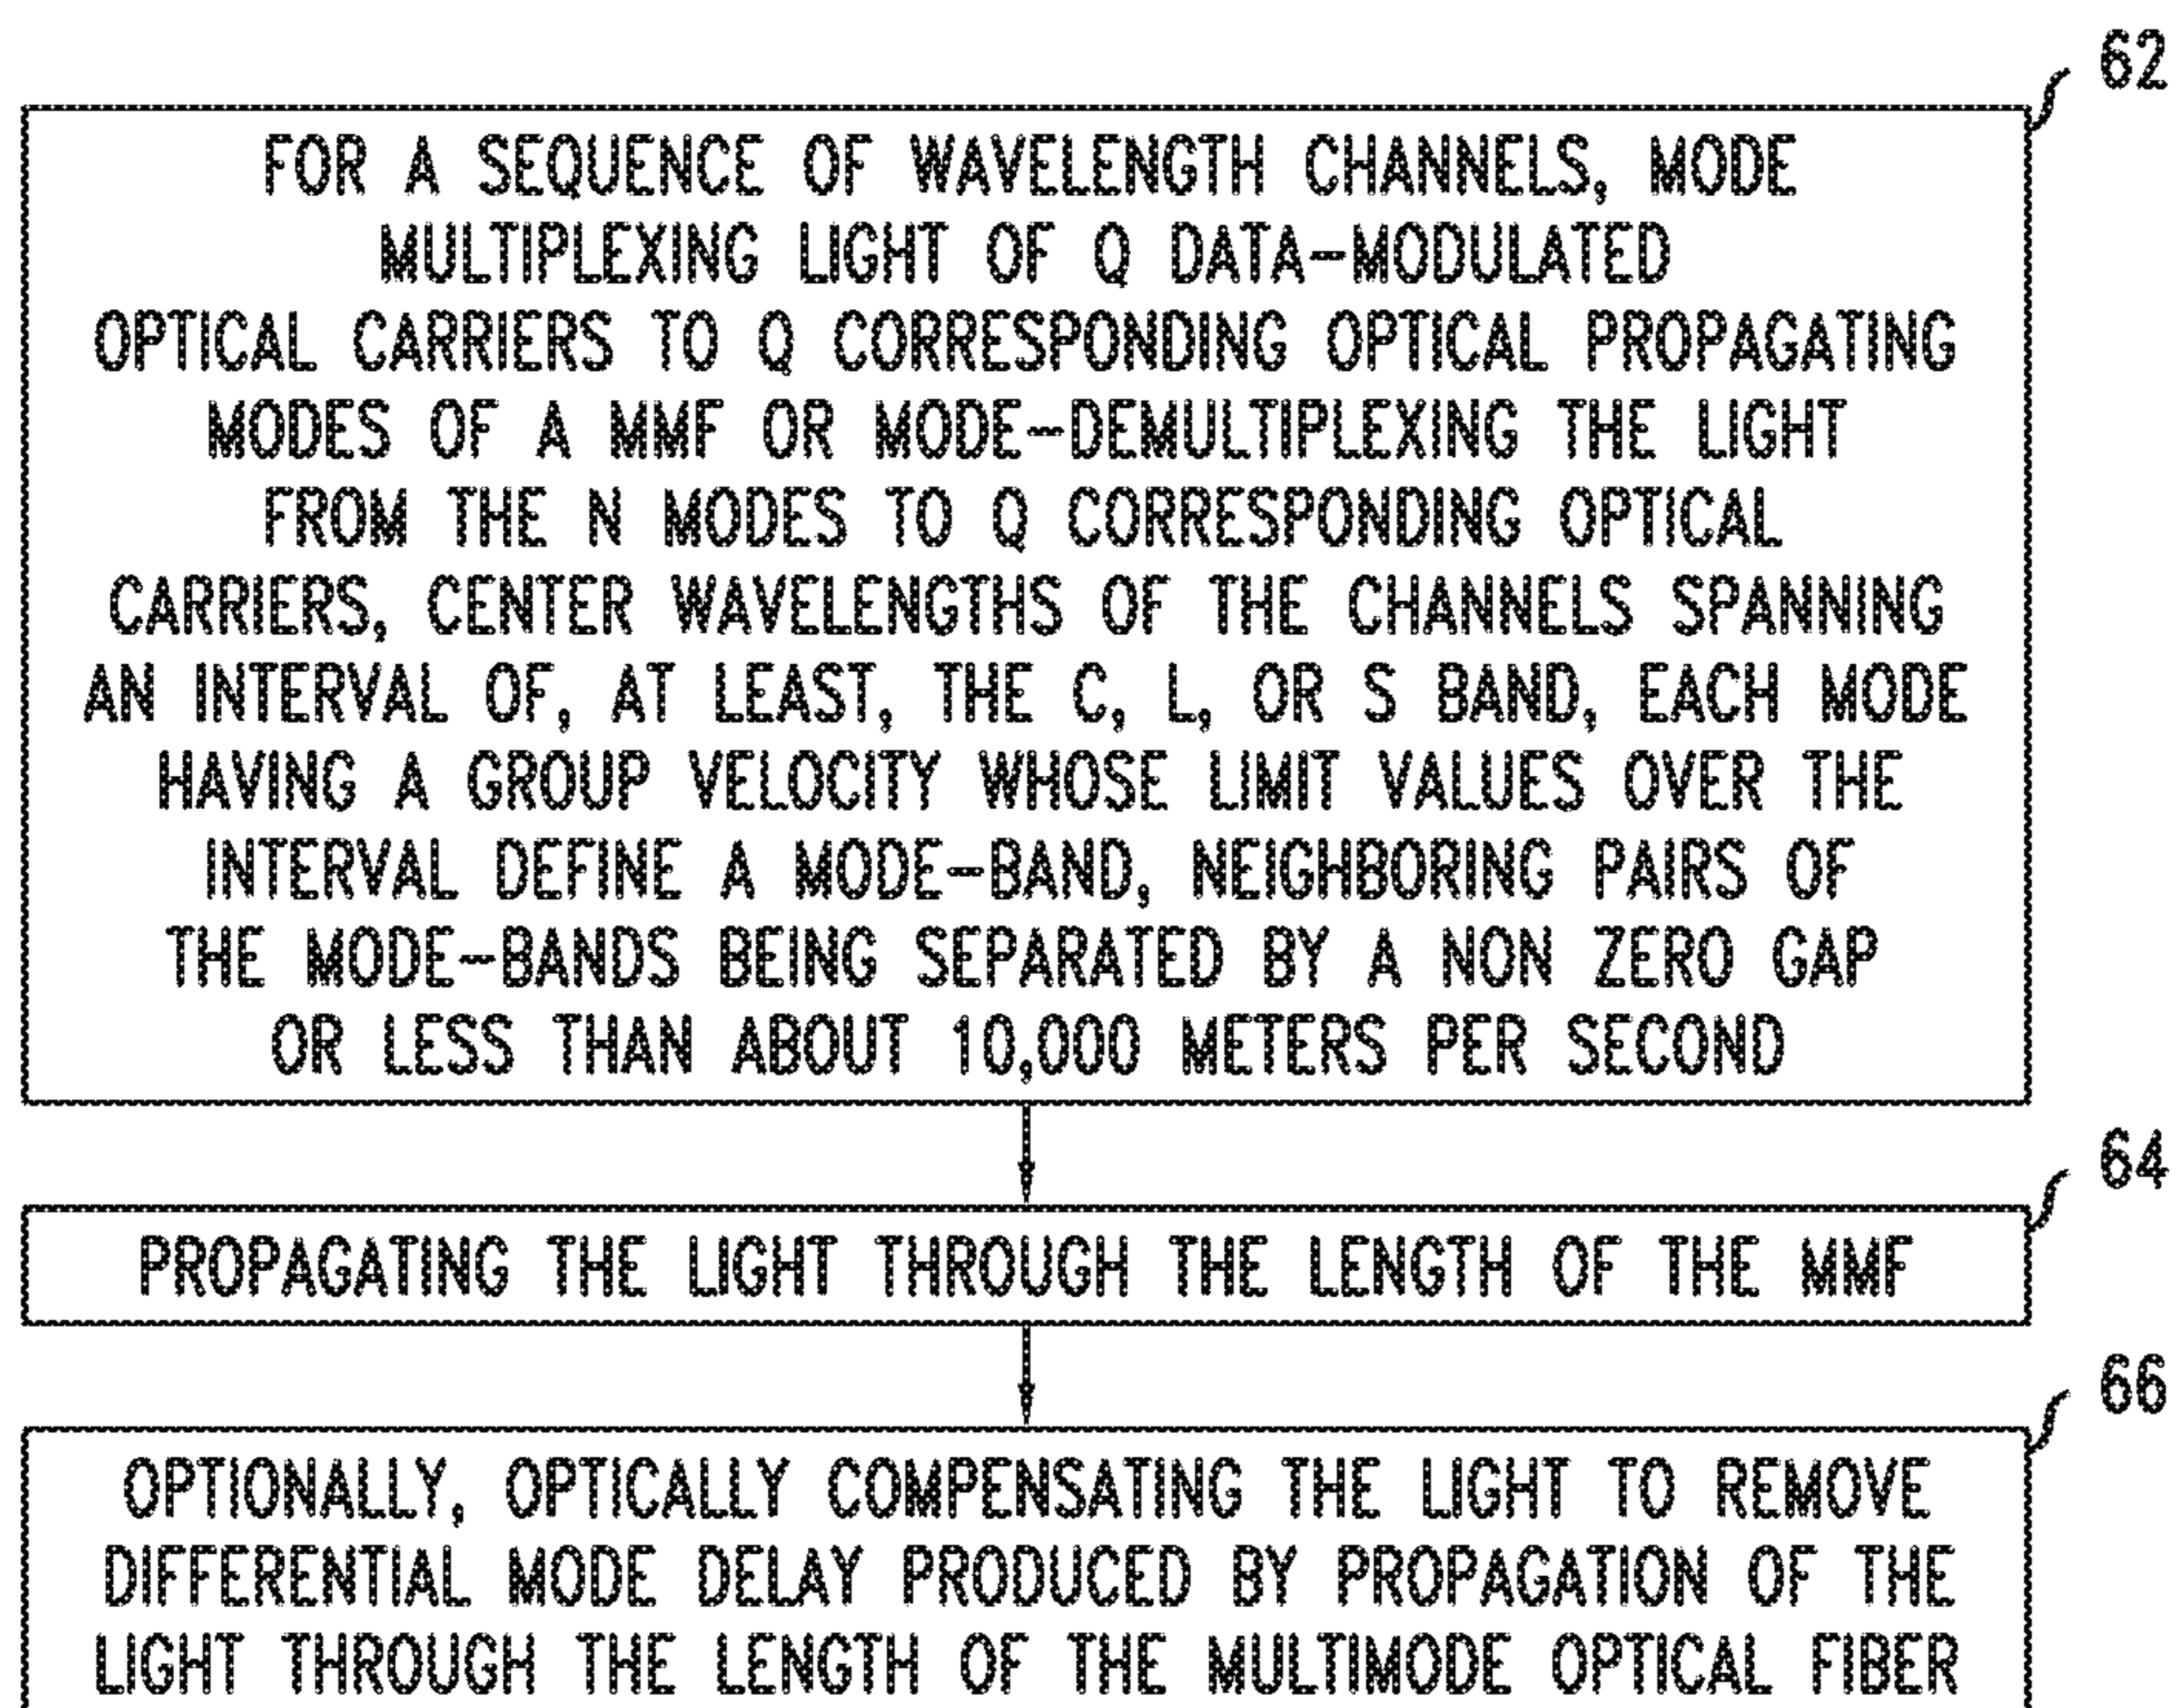 62
FOR A SEQUENCE OF WAVELENGTH CHANNELS, MODE
MULTIPLEXING LIGHT OF Q DATA-MODULATED
OPTICAL CARRIERS TO Q CORRESPONDING OPTICAL PROPAGATING
MODES OF A MMF OR MODE-DEMULTIPLEXING THE LIGHT
FROM THE N MODES TO Q CORRESPONDING OPTICAL
CARRIERS, CENTER WAVELENGTHS OF THE CHANNELS SPANNING
AN INTERVAL OF, AT LEAST, THE C, L, OR S BAND, EACH MODE
HAVING A GROUP VELOCITY WHOSE LIMIT VALUES OVER THE
INTERVAL DEFINE A MODE-BAND, NEIGHBORING PAIRS OF
THE MODE-BANDS BEING SEPARATED BY A NON ZERO GAP
OR LESS THAN ABOUT 10,000 METERS PER SECOND
64
PROPAGATING THE LIGHT THROUGH THE LENGTH OF THE MMF
66
OPTIONALLY, OPTICALLY COMPENSATING THE LIGHT TO REMOVE
DIFFERENTIAL MODE DELAY PRODUCED BY PROPAGATION OF THE
LIGHT THROUGH THE LENGTH OF THE MULTIMODE OPTICAL FIBER